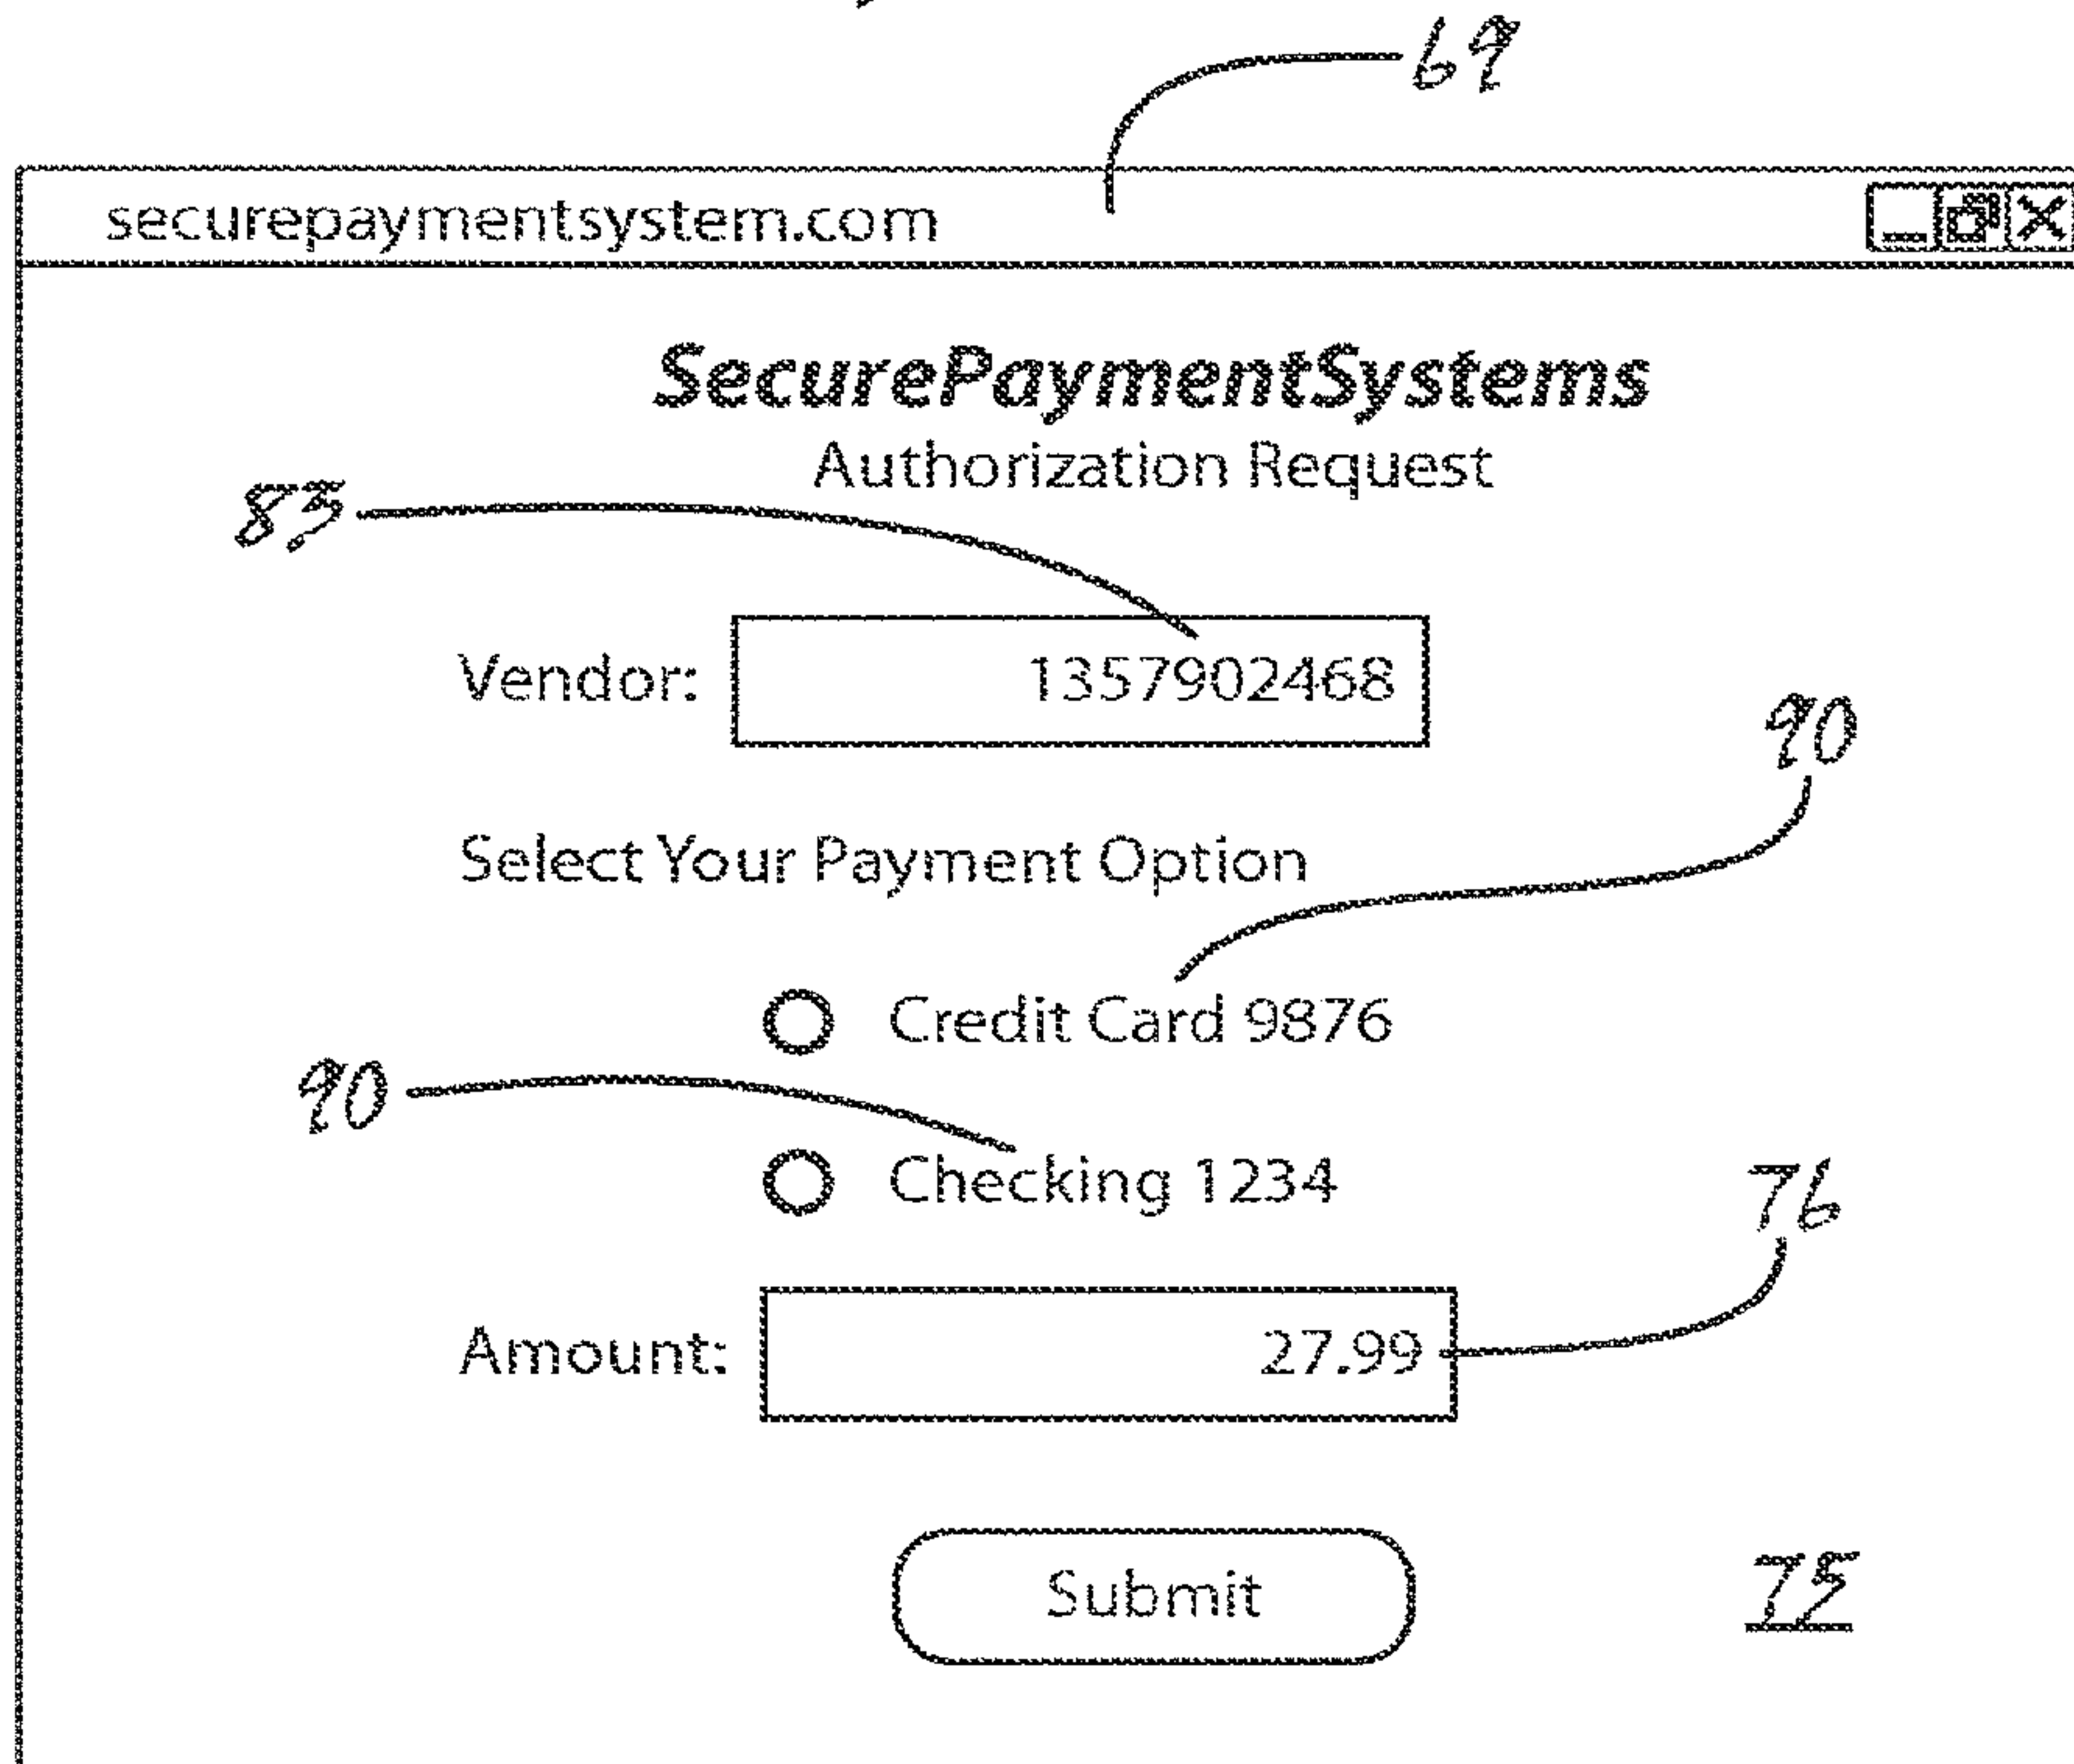 69
securepaymentsystem.com
SecurePaymentSystems
Authorization Request
83
Vendor: 1357902468
90
Select Your Payment Option
Credit Card 9876
90
Checking 1234
76
Amount: 27.99
Submit
75